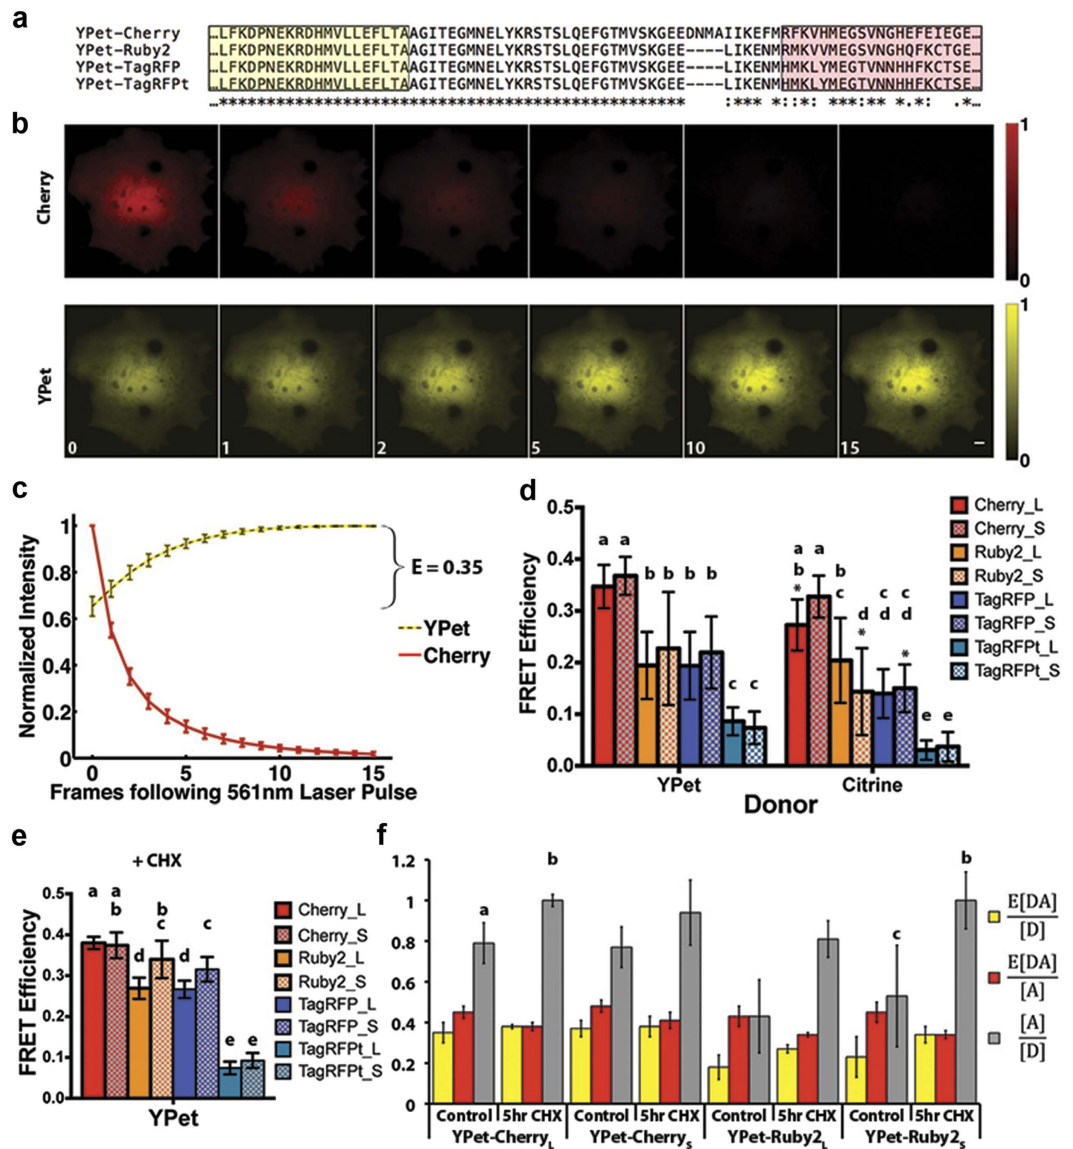 a
YPet-Cherry …LFKDPNEKRDHMVLLEFLTAAGITEGMNELYKRSTSLQEFGTMVSKGEEDNMAIIKEFMRFKVHMEGSVNGHEFEIEGE…
YPet-Ruby2 …LFKDPNEKRDHMVLLEFLTAAGITEGMNELYKRSTSLQEFGTMVSKGEE----LIKENMRMKVVMEGSVNGHQFKCTGE…
YPet-TagRFP …LFKDPNEKRDHMVLLEFLTAAGITEGMNELYKRSTSLQEFGTMVSKGEE----LIKENMHMKLYMEGTVNNHHFKCTSE…
YPet-TagRFPt …LFKDPNEKRDHMVLLEFLTAAGITEGMNELYKRSTSLQEFGTMVSKGEE----LIKENMHMKLYMEGTVNNHHFKCTSE…
…************************************************* :*** *:::*: ***:** *.*: .*…
b
Cherry
1
0
YPet
0
1
2
5
10
15
1
0
c
Normalized Intensity
1
0.8
0.6
0.4
0.2
0
E = 0.35
YPet
Cherry
0 5 10 15
Frames following 561nm Laser Pulse
d
FRET Efficiency
0.5
0.4
0.3
0.2
0.1
0.0
a a b b b b c c
a b * a b c c d * c d c d * e e
YPet Citrine
Donor
Cherry_L
Cherry_S
Ruby2_L
Ruby2_S
TagRFP_L
TagRFP_S
TagRFPt_L
TagRFPt_S
e
+ CHX
FRET Efficiency
0.5
0.4
0.3
0.2
0.1
0.0
a a b d b c d c e e
YPet
Cherry_L
Cherry_S
Ruby2_L
Ruby2_S
TagRFP_L
TagRFP_S
TagRFPt_L
TagRFPt_S
f
1.2
1
0.8
0.6
0.4
0.2
0
a b c b
E[DA]
[D]
E[DA]
[A]
[A]
[D]
Control 5hr CHX Control 5hr CHX Control 5hr CHX Control 5hr CHX
YPet-CherryL YPet-CherryS YPet-Ruby2L YPet-Ruby2S